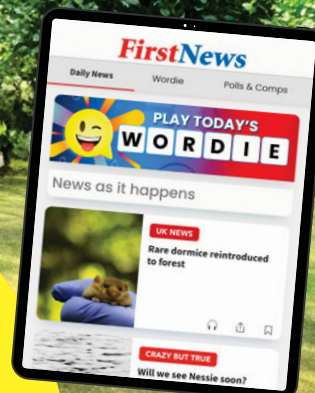 FirstNews
Daily News
Wordie
Polls & Comps
PLAY TODAY'S
WORDIE
News as it happens
UK NEWS
Rare dormice reintroduced
to forest
CRAZY BUT TRUE
Will we see Nessie soon?